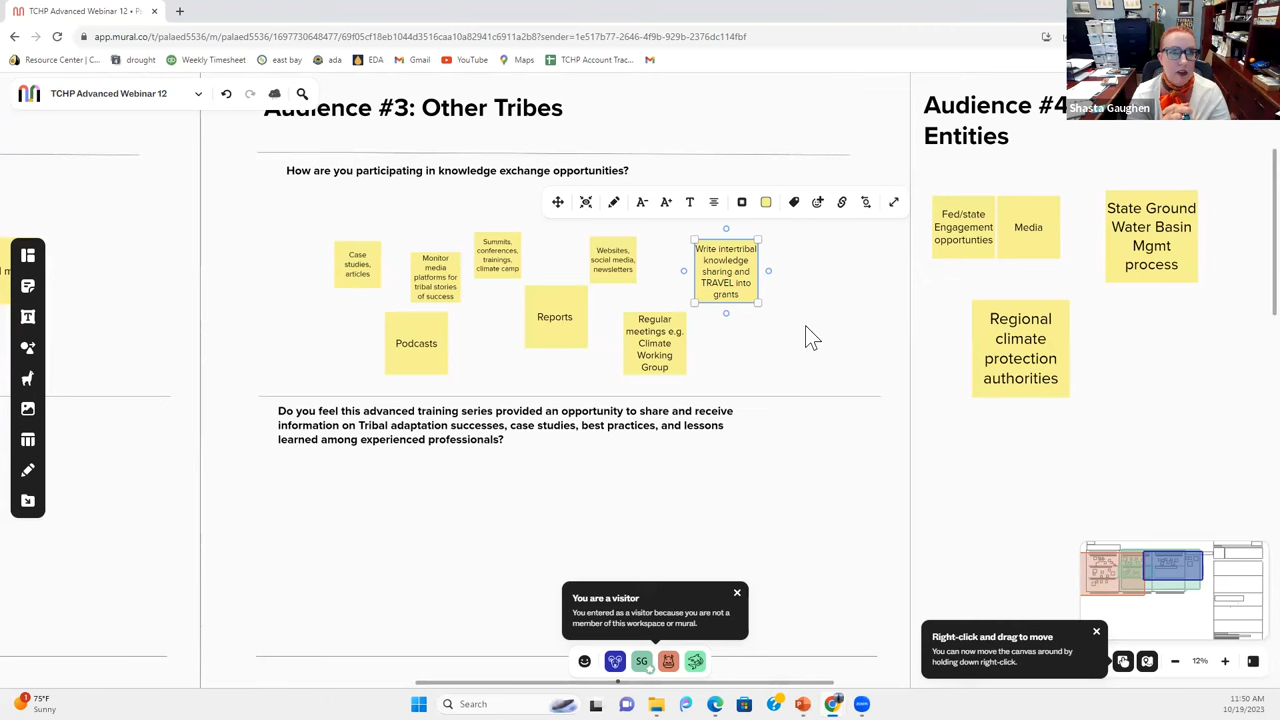 TCHP Advanced Webinar 12 • P
app.mural.co/t/palaed5536/m/palaed5536/1697730648477/
Resource Center | C...
drought
Weekly Timesheet
east bay
ada
EDA
Gmail
YouTube
Maps
TCHP Account Trac...
TRIBAL
LAND
Shasta Gaughen
TCHP Advanced Webinar 12
Audience #3: Other Tribes
How are you participating in knowledge exchange opportunities?
Case
studies,
articles
Monitor
media
platforms for
tribal stories
of success
Summits,
conferences,
trainings,
climate camp
Websites,
social media,
newsletters
Write intertribal
knowledge
sharing and
TRAVEL into
grants
Podcasts
Reports
Regular
meetings e.g.
Climate
Working
Group
Do you feel this advanced training series provided an opportunity to share and receive
information on Tribal adaptation successes, case studies, best practices, and lessons
learned among experienced professionals?
Audience #4
Entities
Fed/state
Engagement
opportunties
Media
State Ground
Water Basin
Mgmt
process
Regional
climate
protection
authorities
You are a visitor
You entered as a visitor because you are not a
member of this workspace or mural.
SG
Right-click and drag to move
You can now move the canvas around by
holding down right-click.
12%
75°F
Sunny
Search
11:50 AM
10/19/2023